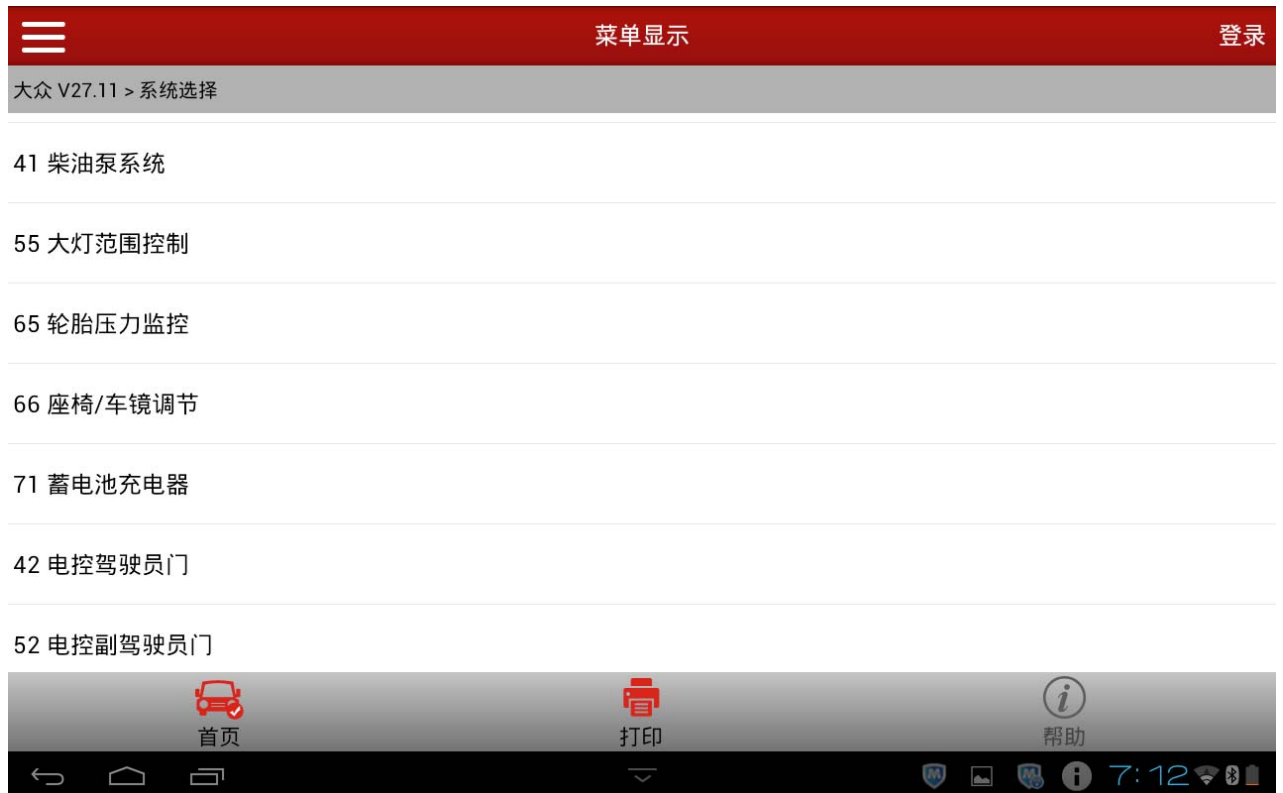 菜单显示
登录
大众 V27.11 > 系统选择
41 柴油泵系统
55 大灯范围控制
65 轮胎压力监控
66 座椅/车镜调节
71 蓄电池充电器
42 电控驾驶员门
52 电控副驾驶员门
首页
打印
帮助
7:12